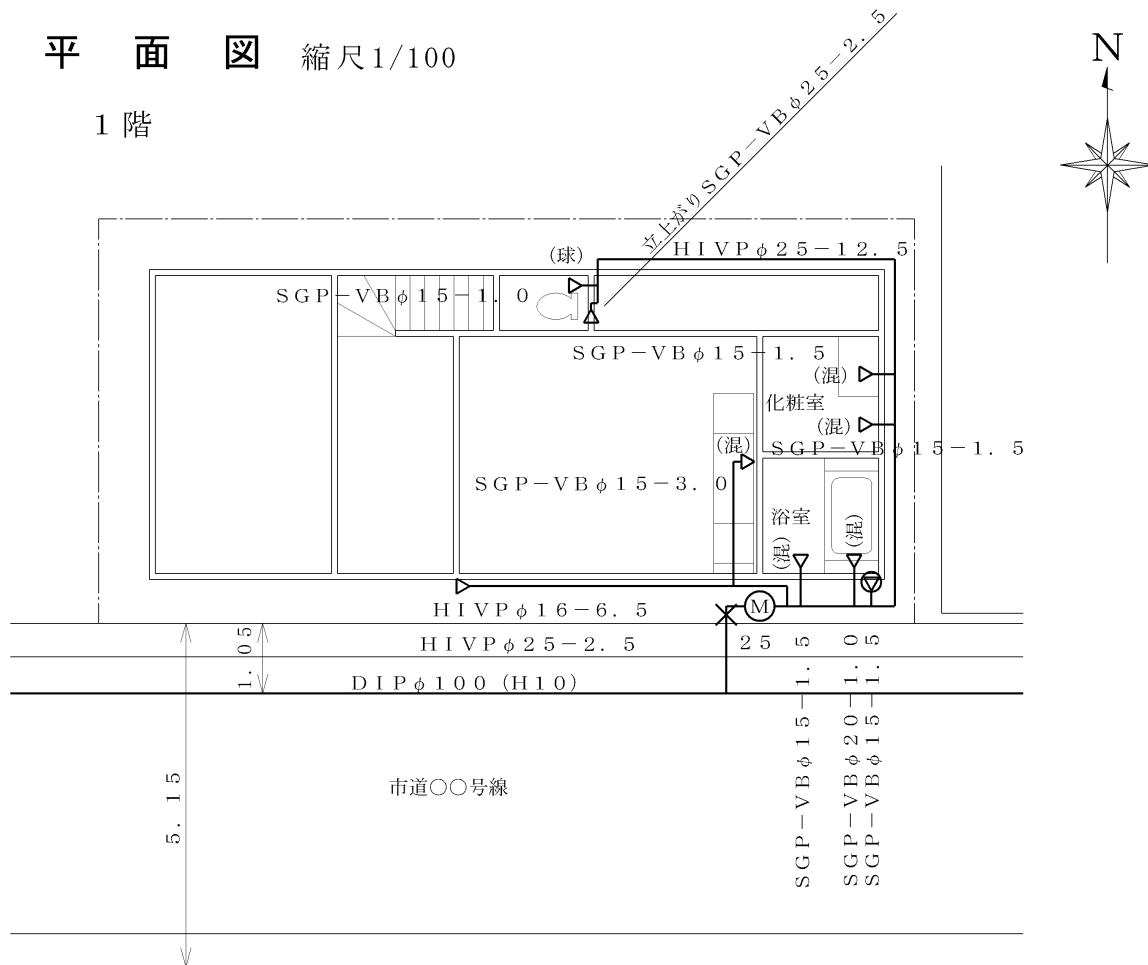 平面図 縮尺1/100
N
1階
立上がりSGP-VBφ25-2.5
(球)
HIVPφ25-12.5
SGP-VBφ15-1.0
SGP-VBφ15-1.5
(混)
化粧室
(混)
(混)
SGP-VBφ15-1.5
SGP-VBφ15-3.0
浴室
(混)
(混)
M
HIVPφ16-6.5
1.05
HIVPφ25-2.5
25
DIPφ100(H10)
SGP-VBφ15-1.5
SGP-VBφ20-1.0
SGP-VBφ15-1.5
市道○○号線
5.15